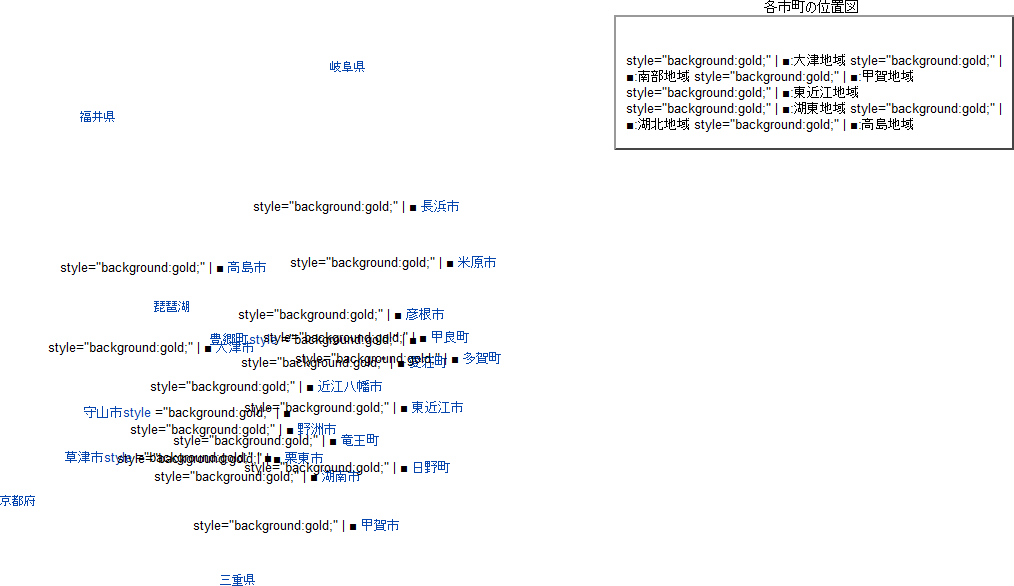 各市町の位置図
style="background:gold;" | ■:大津地域 style="background:gold;" |
■:南部地域 style="background:gold;" | ■:甲賀地域
style="background:gold;" | ■:東近江地域
style="background:gold;" | ■:湖東地域 style="background:gold;" |
■:湖北地域 style="background:gold;" | ■:高島地域
岐阜県
福井県
style="background:gold;" | ■ 長浜市
style="background:gold;" | ■ 米原市
style="background:gold;" | ■ 高島市
琵琶湖
style="background:gold;" | ■ 彦根市
style="background:gold;" | ■ 甲良町
豊郷町style ="background:gold;" | ■
style="background:gold;" | ■ 大津市
style="background:gold;" | ■ 多賀町
style="background:gold;" | ■ 愛荘町
style="background:gold;" | ■ 近江八幡市
style="background:gold;" | ■ 東近江市
守山市style ="background:gold;" | ■
style="background:gold;" | ■ 野洲市
style="background:gold;" | ■ 竜王町
草津市style ="background:gold;" | ■
style="background:gold;" | ■ 栗東市
style="background:gold;" | ■ 日野町
style="background:gold;" | ■ 湖南市
京都府
style="background:gold;" | ■ 甲賀市
三重県